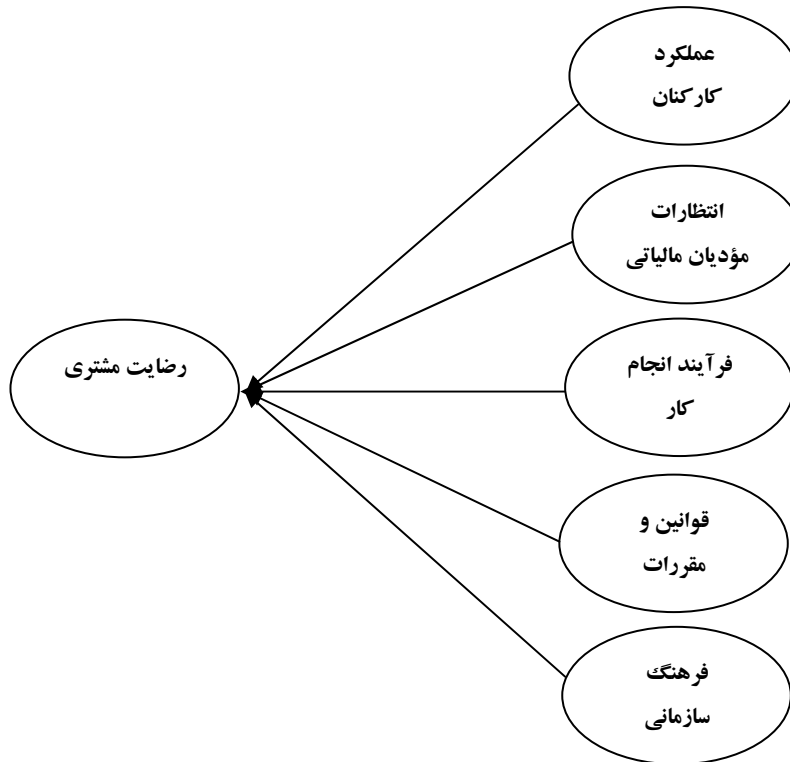 عملکرد
کارکنان
انتظارات
مؤدیان مالیاتی
رضایت مشتری
فرآیند انجام
کار
قوانین و
مقررات
فرهنگ
سازمانی